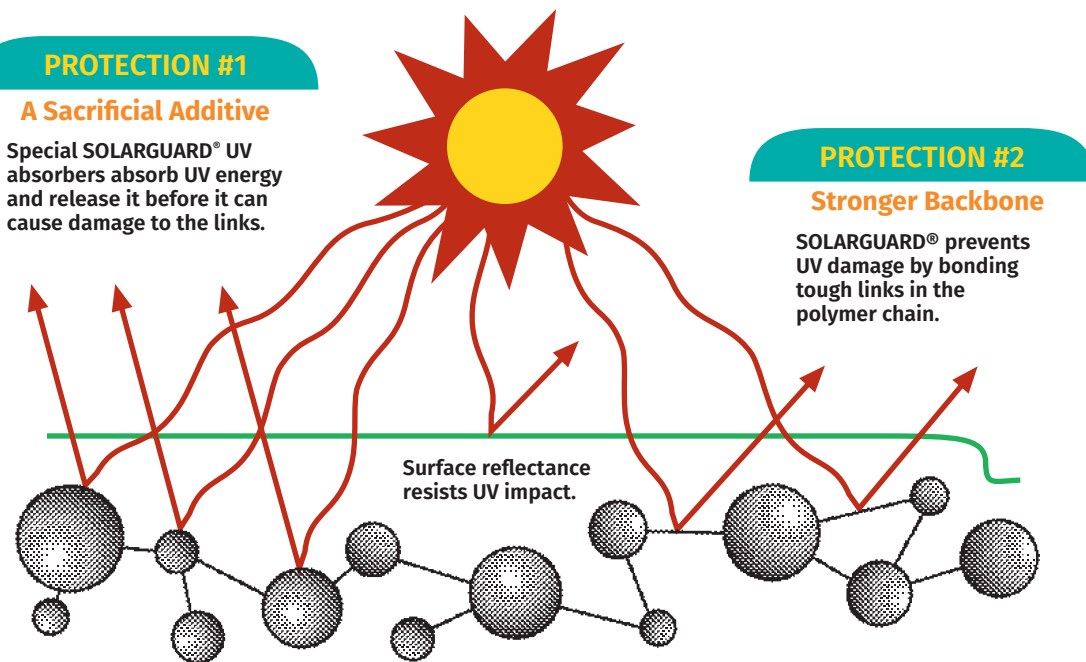 PROTECTION #1
A Sacrificial Additive
Special SOLARGUARD® UV
absorbers absorb UV energy
and release it before it can
cause damage to the links.
PROTECTION #2
Stronger Backbone
SOLARGUARD® prevents
UV damage by bonding
tough links in the
polymer chain.
Surface reflectance
resists UV impact.